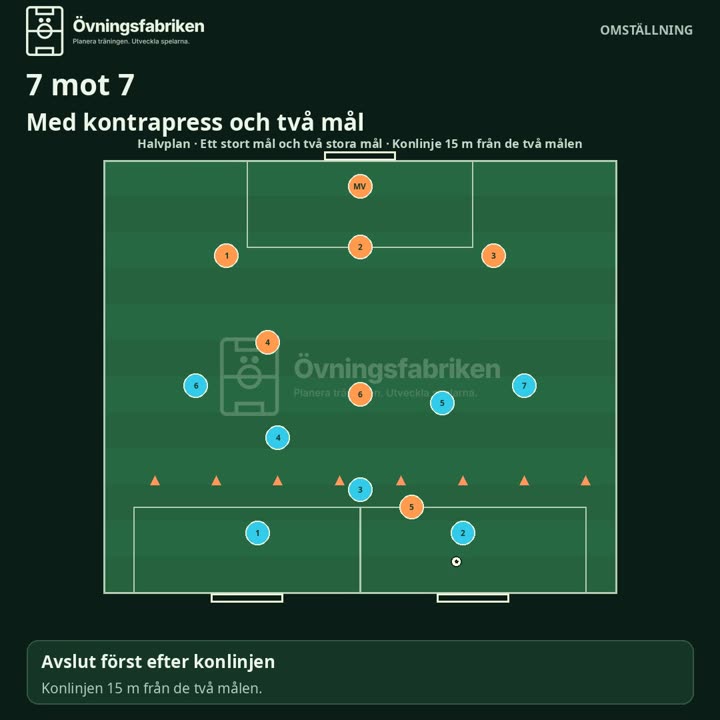 Övningsfabriken
Planera träningen. Utveckla spelarna.
OMSTÄLLNING
7 mot 7
Med kontrapress och två mål
Halvplan · Ett stort mål och två stora mål · Konlinje 15 m från de två målen
MV
1
2
3
4
Övningsfabriken
Planera träningen. Utveckla spelarna.
6
6
5
7
4
3
5
1
2
Avslut först efter konlinjen
Konlinjen 15 m från de två målen.